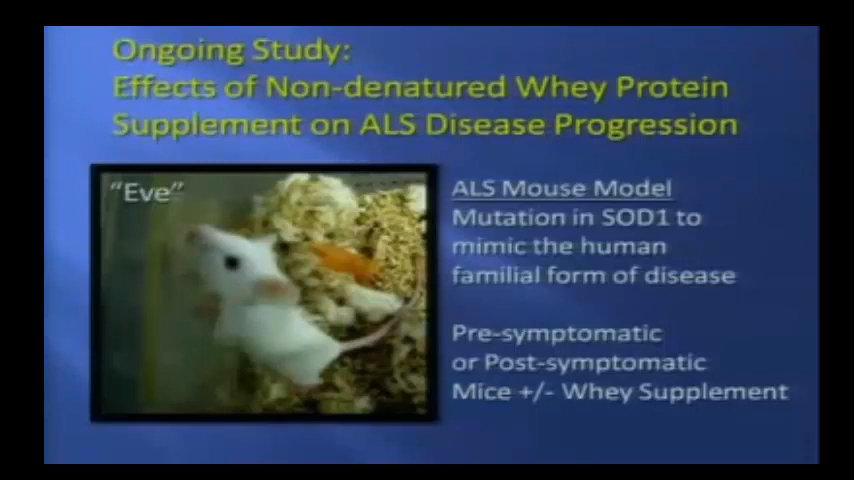 Ongoing Study:
Effects of Non-denatured Whey Protein
Supplement on ALS Disease Progression
"Eve"
ALS Mouse Model
Mutation in SOD1 to
mimic the human
familial form of disease
Pre-symptomatic
or Post-symptomatic
Mice +/- Whey Supplement